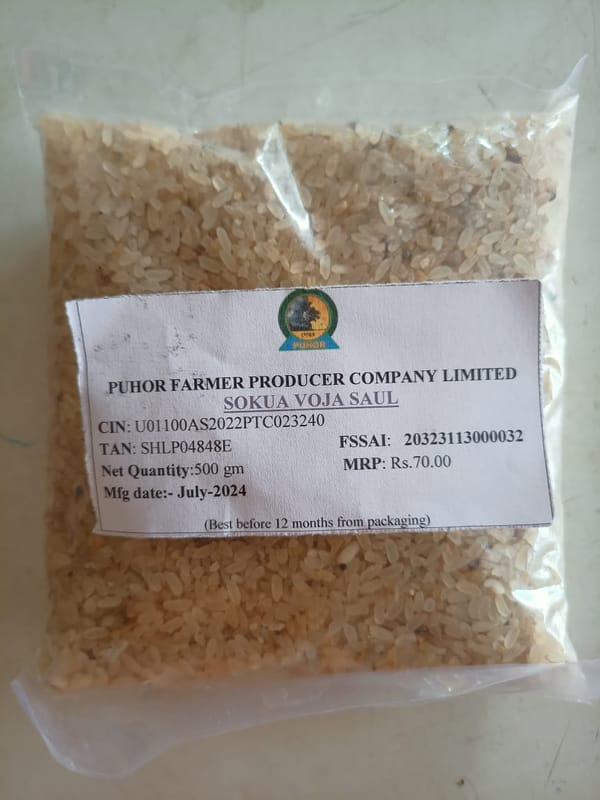 PUHOR
PUHOR FARMER PRODUCER COMPANY LIMITED
SOKUA VOJA SAUL
CIN: U01100AS2022PTC023240
TAN: SHLP04848E
FSSAI: 20323113000032
Net Quantity:500 gm
MRP: Rs.70.00
Mfg date:- July-2024
(Best before 12 months from packaging)